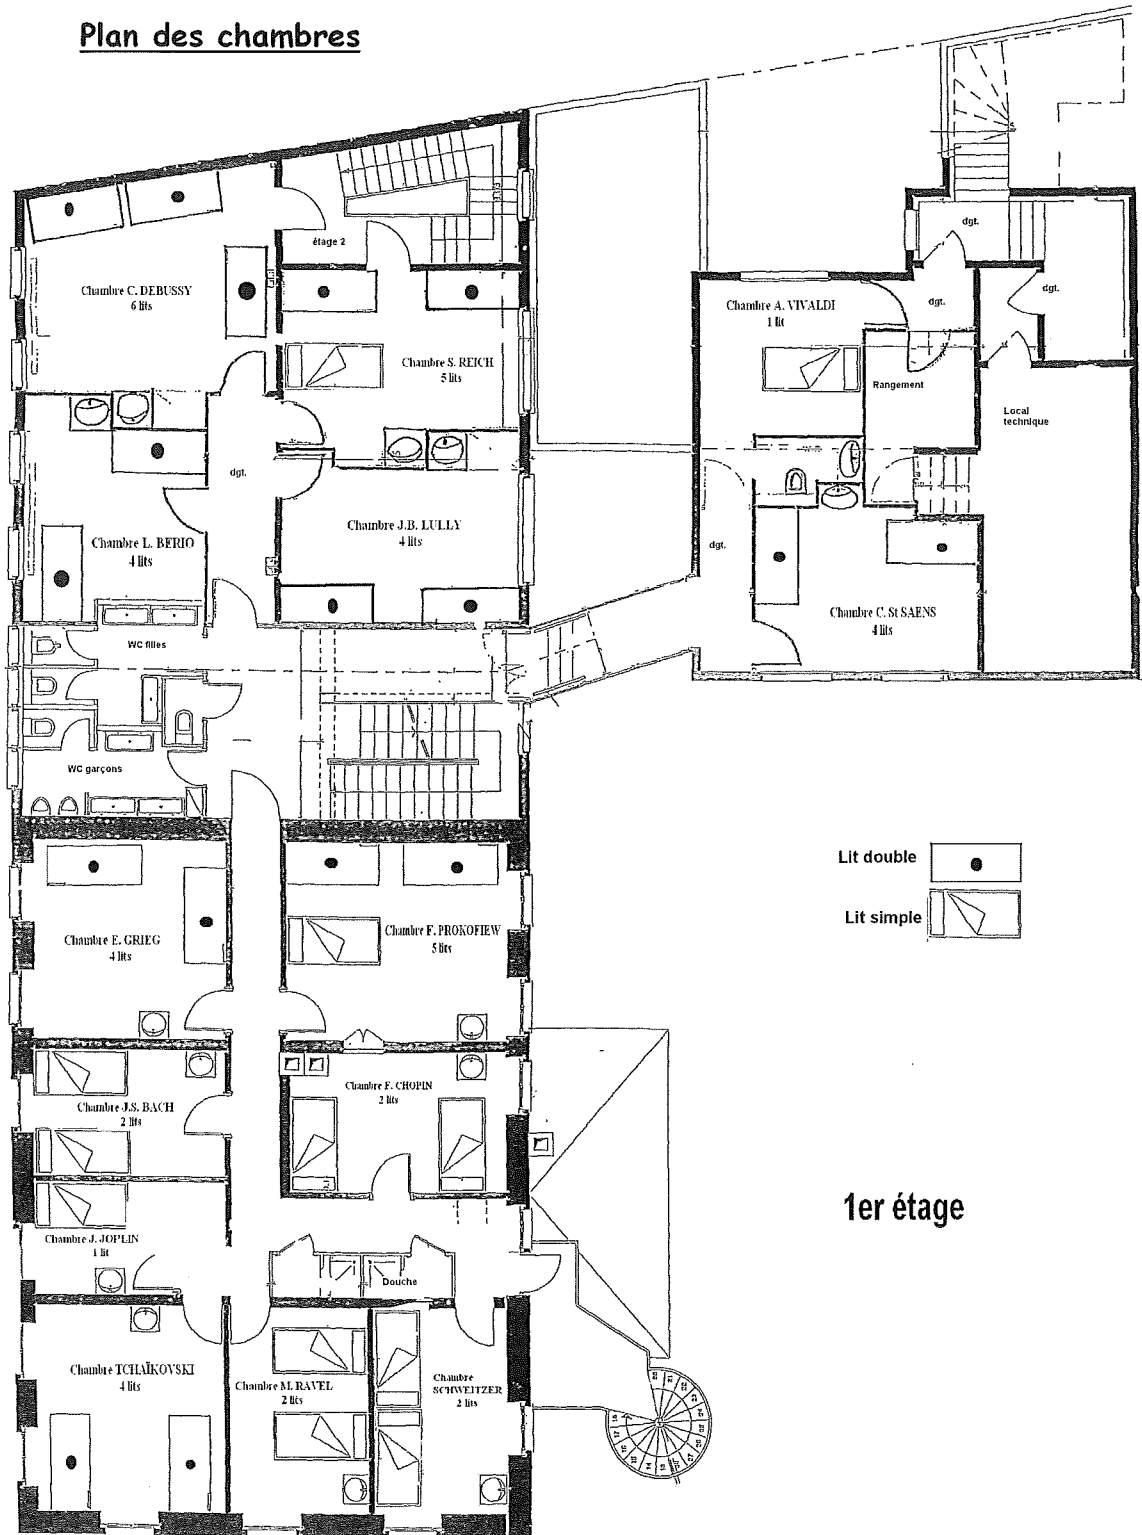 Plan des chambres
étage 2
Chambre C. DEBUSSY
6 lits
Chambre S. REICH
5 lits
dgt.
Chambre J.B. LULLY
4 lits
Chambre L. BERIO
4 lits
dgt.
dgt.
dgt.
Chambre A. VIVALDI
1 lit
Rangement
Local
technique
dgt.
Chambre C. St SAENS
4 lits
WC filles
WC garçons
Lit double
Lit simple
Chambre E. GRIEG
4 lits
Chambre F. PROKOFIEW
5 lits
Chambre J.S. BACH
2 lits
Chambre F. CHOPIN
2 lits
Chambre J. JOPLIN
1 lit
Douche
1er étage
Chambre TCHAÏKOVSKI
4 lits
Chambre M. RAVEL
2 lits
Chambre
SCHWEITZER
2 lits